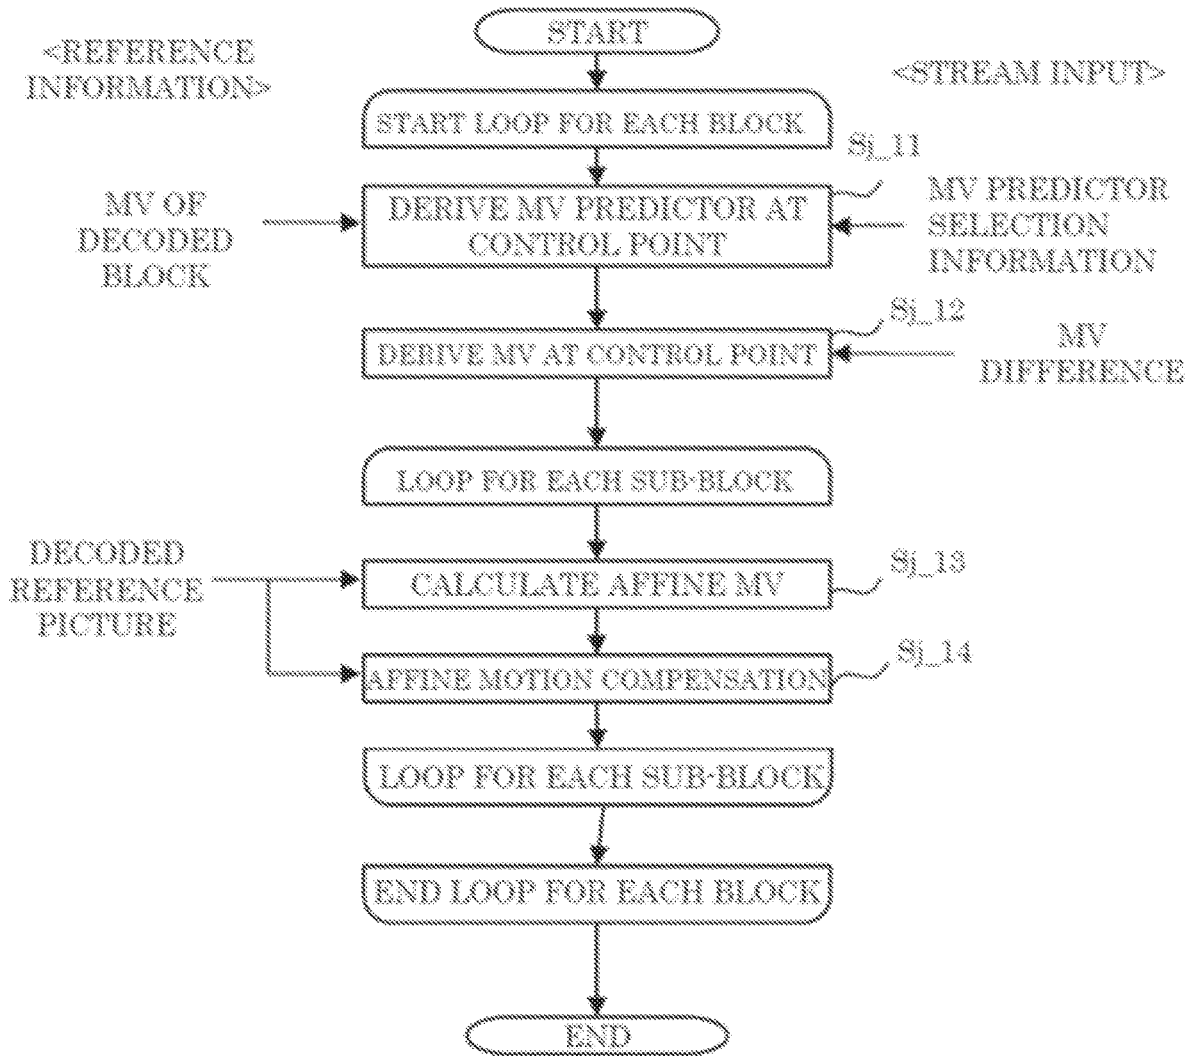 START
<REFERENCE
INFORMATION>
<STREAM INPUT>
START LOOP FOR EACH BLOCK
Sj_11
MV OF
DECODED
BLOCK
DERIVE MV PREDICTOR AT
CONTROL POINT
MV PREDICTOR
SELECTION
INFORMATION
Sj_12
DERIVE MV AT CONTROL POINT
MV
DIFFERENCE
LOOP FOR EACH SUB-BLOCK
DECODED
REFERENCE
PICTURE
CALCULATE AFFINE MV
Sj_13
AFFINE MOTION COMPENSATION
Sj_14
LOOP FOR EACH SUB-BLOCK
END LOOP FOR EACH BLOCK
END